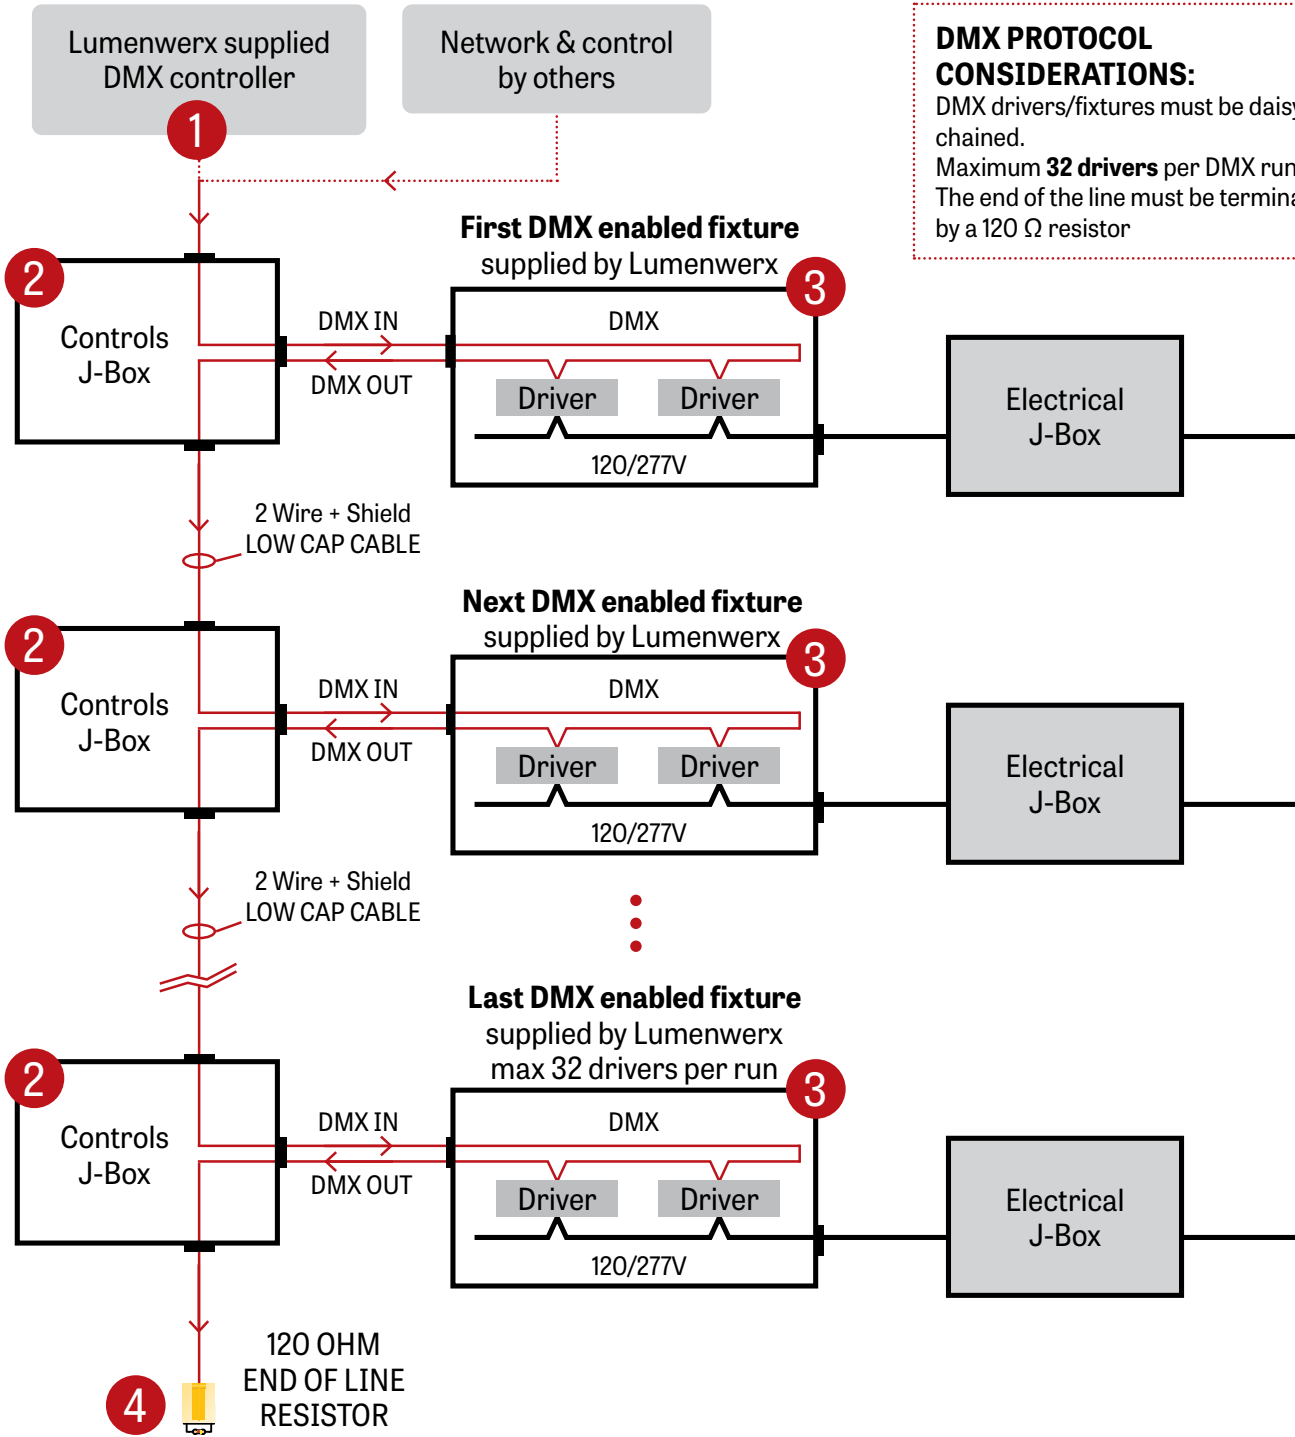 Lumenwerx supplied
DMX controller
1
Network & control
by others
DMX PROTOCOL
CONSIDERATIONS:
DMX drivers/fixtures must be daisy
chained.
Maximum 32 drivers per DMX run
The end of the line must be termina
by a 120 Ω resistor
First DMX enabled fixture
supplied by Lumenwerx
2
Controls
J-Box
DMX IN
DMX OUT
3
DMX
Driver
Driver
120/277V
Electrical
J-Box
2 Wire + Shield
LOW CAP CABLE
Next DMX enabled fixture
supplied by Lumenwerx
2
Controls
J-Box
DMX IN
DMX OUT
3
DMX
Driver
Driver
120/277V
Electrical
J-Box
2 Wire + Shield
LOW CAP CABLE
Last DMX enabled fixture
supplied by Lumenwerx
max 32 drivers per run
2
Controls
J-Box
DMX IN
DMX OUT
3
DMX
Driver
Driver
120/277V
Electrical
J-Box
4
120 OHM
END OF LINE
RESISTOR